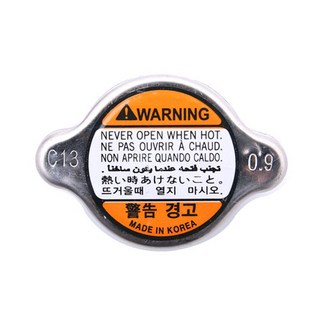 WARNING
NEVER OPEN WHEN HOT.
NE PAS OUVRIR À CHAUD.
NON APRIRE QUANDO CALDO.
تجنب فتحه عندما يكون ساخنا .
熱い時あけないこと。
뜨거울때 열지 마시오.
警告 경고
MADE IN KOREA
C13
0.9